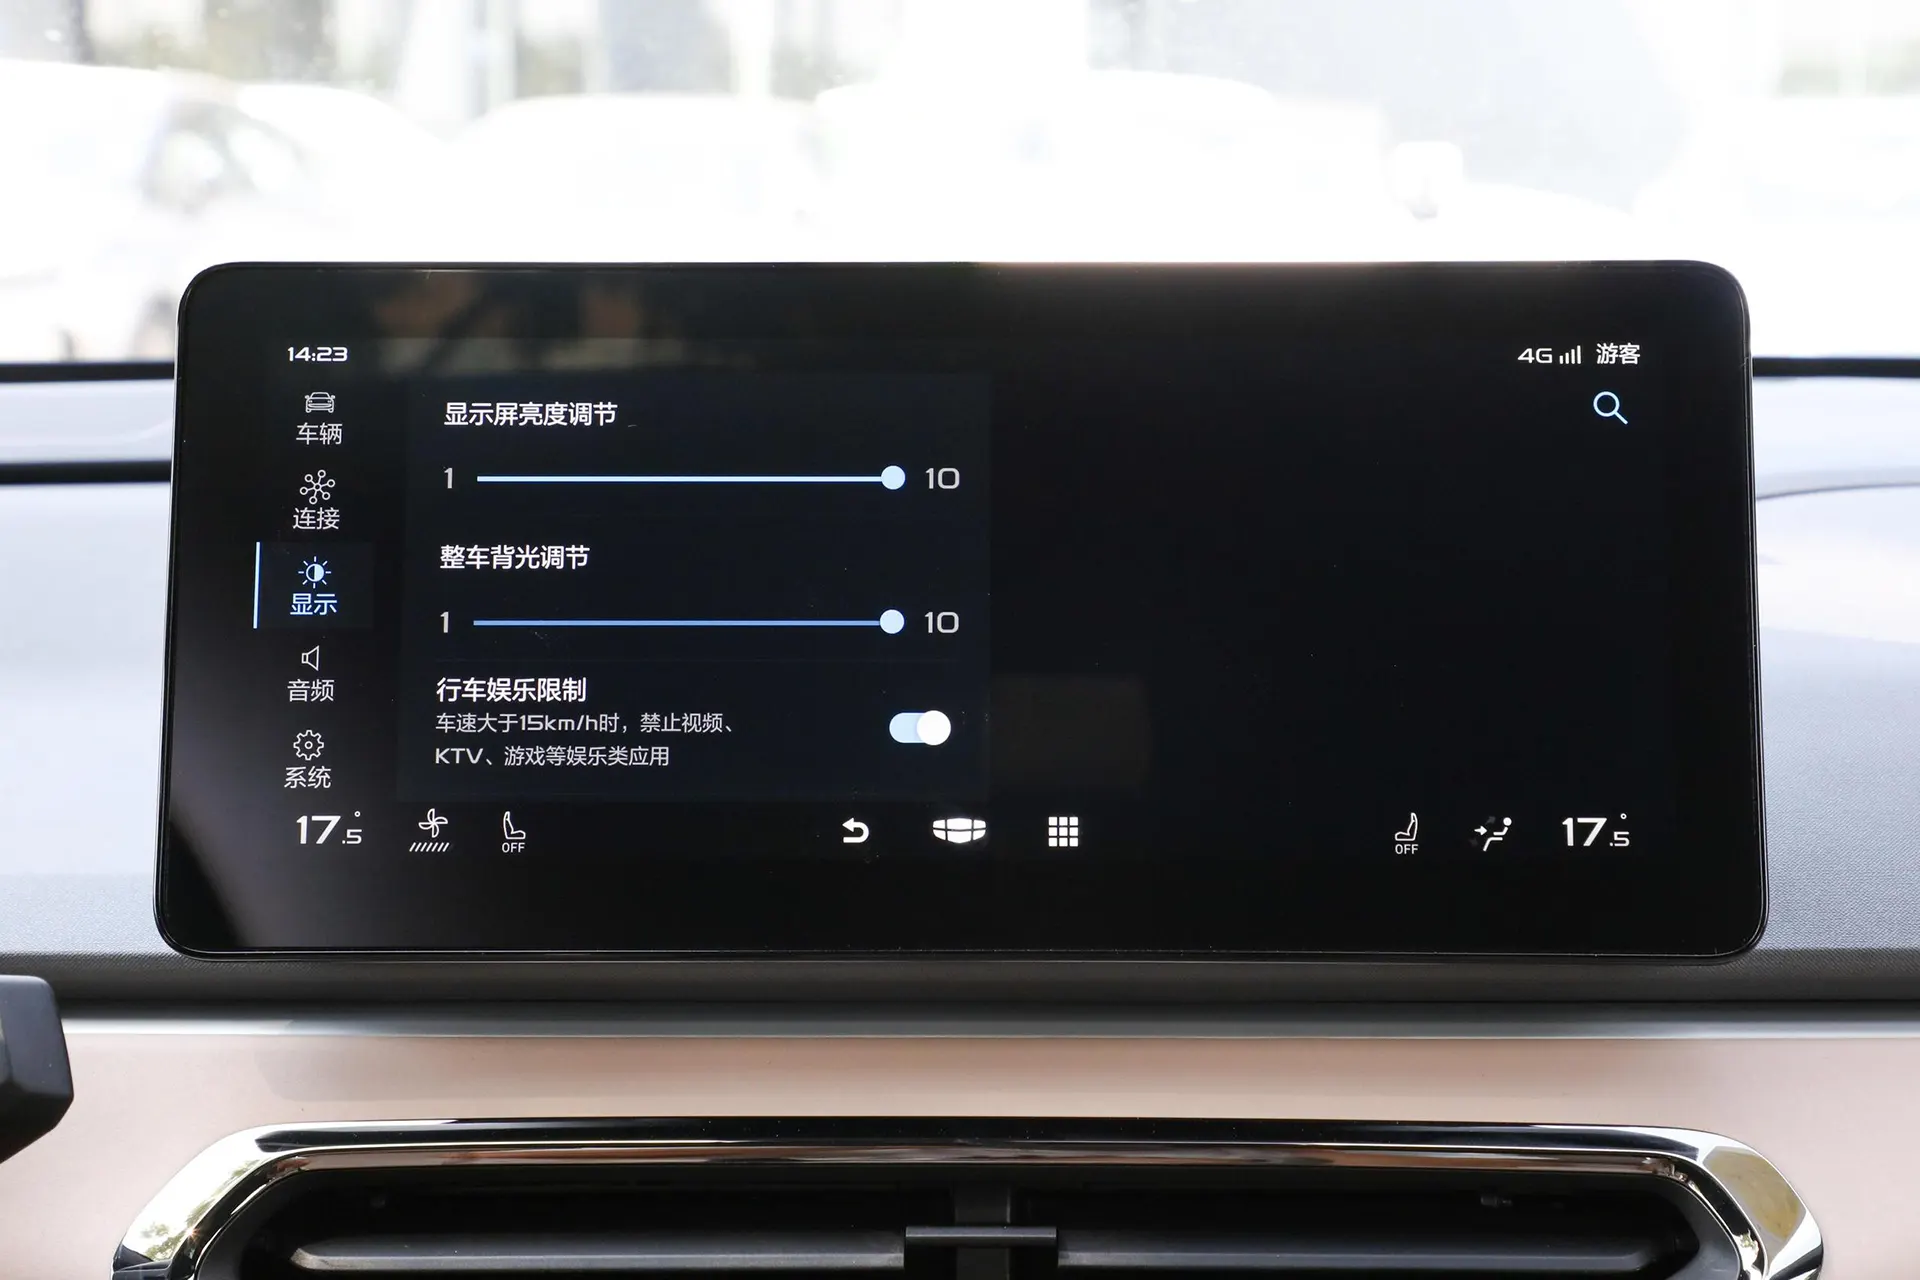 14:23
4G 游客
车辆
连接
显示
音频
系统
显示屏亮度调节
1 10
整车背光调节
1 10
行车娱乐限制
车速大于15km/h时，禁止视频、
KTV、游戏等娱乐类应用
17.5°
OFF
OFF
17.5°